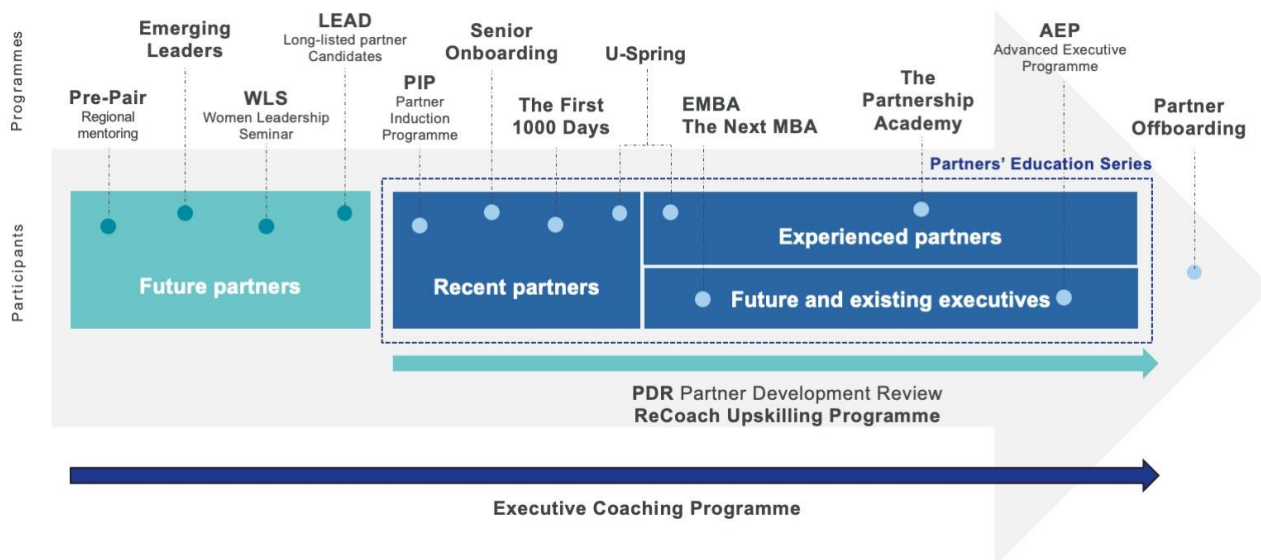 Programmes
Pre-Pair
Regional
mentoring
Emerging
Leaders
WLS
Women Leadership
Seminar
LEAD
Long-listed partner
Candidates
PIP
Partner
Induction
Programme
Senior
Onboarding
The First
1000 Days
U-Spring
EMBA
The Next MBA
The
Partnership
Academy
AEP
Advanced Executive
Programme
Partner
Offboarding
Partners' Education Series
Participants
Future partners
Recent partners
Experienced partners
Future and existing executives
PDR Partner Development Review
ReCoach Upskilling Programme
Executive Coaching Programme